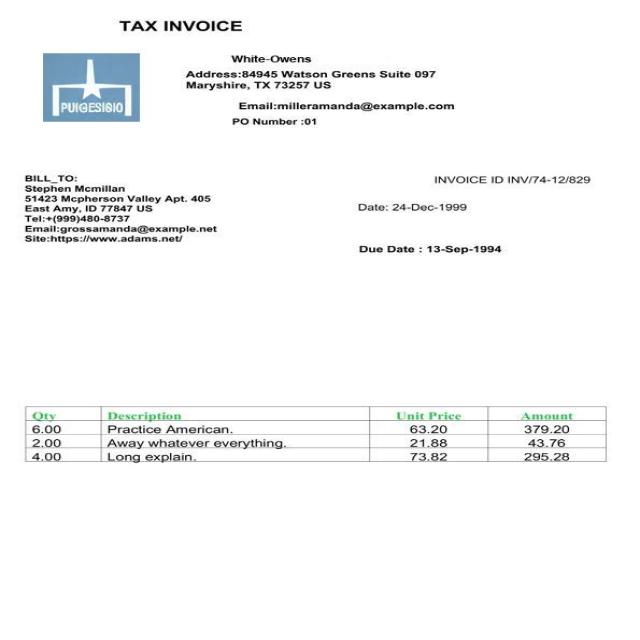 TAX INVOICE
White-Owens
Address:84945 Watson Greens Suite 097
Maryshire, TX 73257 US
Email:milleramanda@example.com
PO Number :01
PUIGESIGIO
BILL_TO:
Stephen Mcmillan
51423 Mcpherson Valley Apt. 405
East Amy, ID 77847 US
Tel:+(999)480-8737
Email:grossamanda@example.net
Site:https://www.adams.net/
INVOICE ID INV/74-12/829
Date: 24-Dec-1999
Due Date : 13-Sep-1994
Qty Description Unit Price Amount
6.00 Practice American. 63.20 379.20
2.00 Away whatever everything. 21.88 43.76
4.00 Long explain. 73.82 295.28